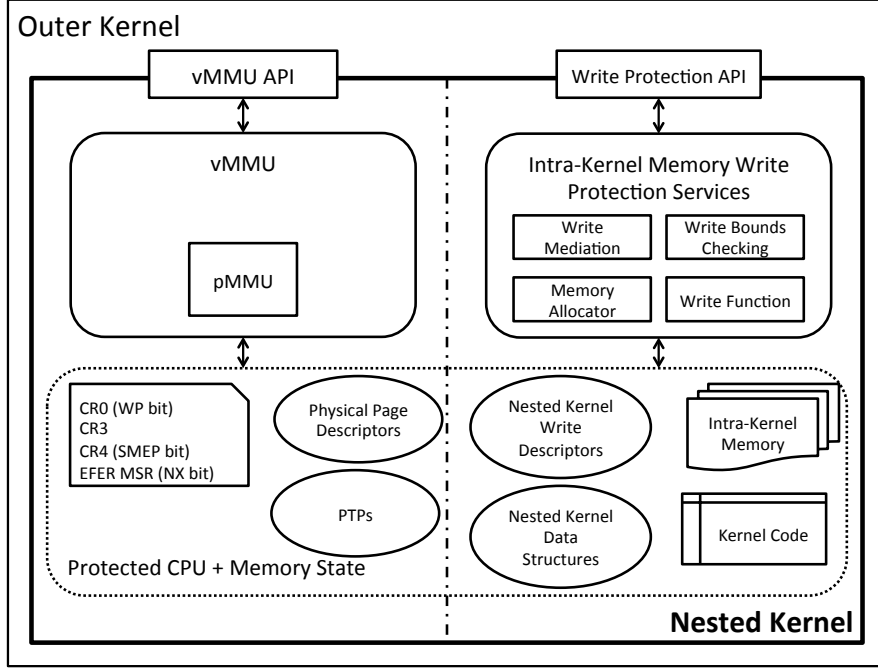 Outer Kernel
vMMU API
Write Protection API
vMMU
pMMU
Intra-Kernel Memory Write
Protection Services
Write
Mediation
Write Bounds
Checking
Memory
Allocator
Write Function
CR0 (WP bit)
CR3
CR4 (SMEP bit)
EFER MSR (NX bit)
Physical Page
Descriptors
PTPs
Nested Kernel
Write
Descriptors
Intra-Kernel
Memory
Nested Kernel
Data
Structures
Kernel Code
Protected CPU + Memory State
Nested Kernel